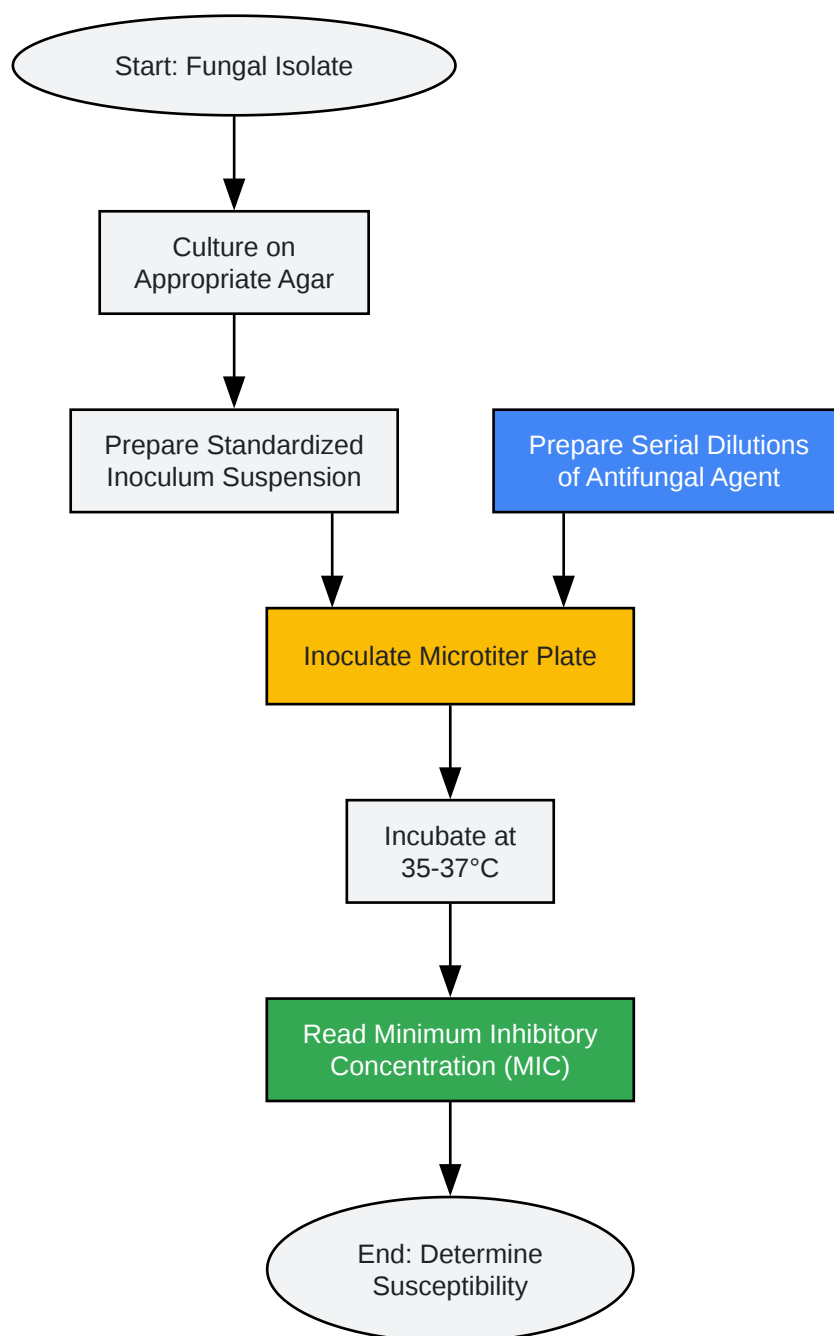 Start: Fungal Isolate
Culture on
Appropriate Agar
Prepare Standardized
Inoculum Suspension
Prepare Serial Dilutions
of Antifungal Agent
Inoculate Microtiter Plate
Incubate at
35-37°C
Read Minimum Inhibitory
Concentration (MIC)
End: Determine
Susceptibility